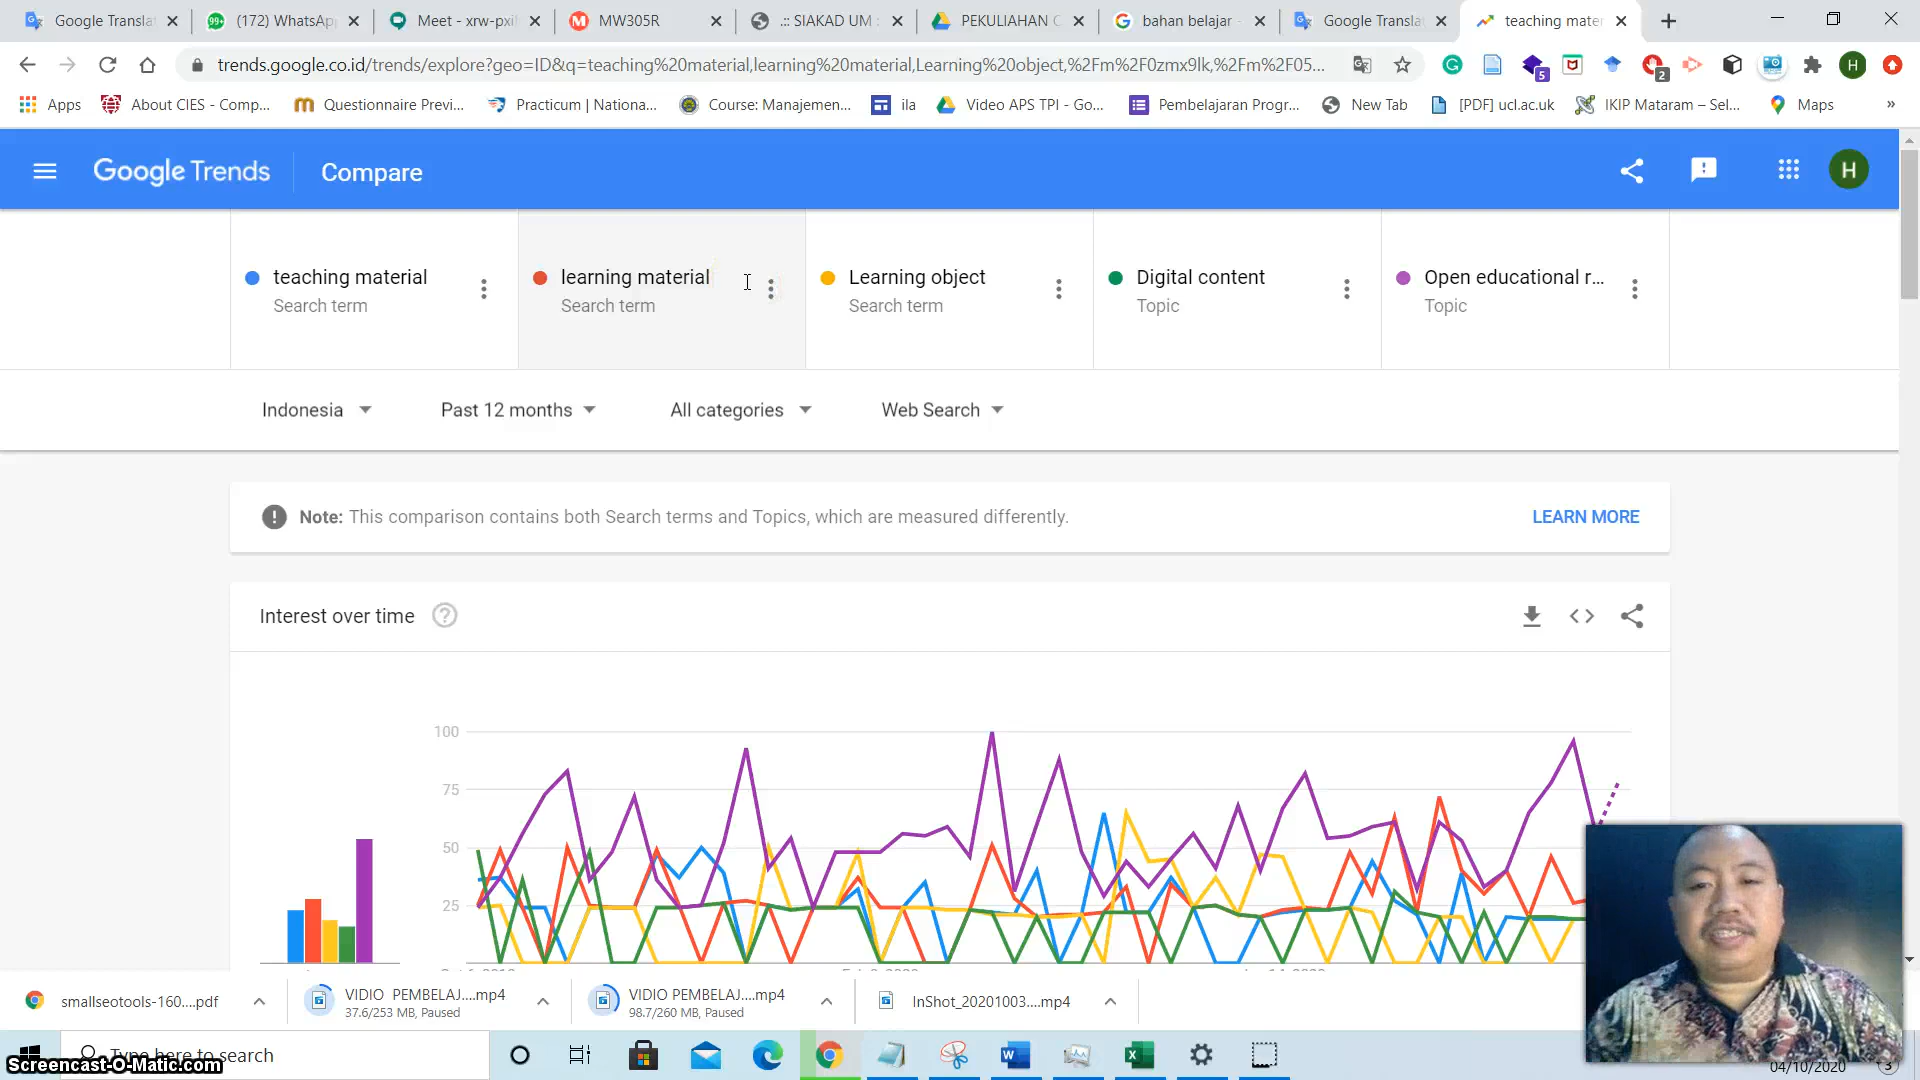 Google Translat
(172) WhatsApp
Meet - xrw-pxi
MW305R
.:: SIAKAD UM :
PEKULIAHAN
bahan belajar -
Google Translat
teaching mater
trends.google.co.id/trends/explore?geo=ID&q=teaching%20material,learning%20material,Learning%20object,%2Fm%2F0zmx9lk,%2Fm%2F05...
5
2
H
Apps
About CIES - Comp...
Questionnaire Previ...
Practicum | Nationa...
Course: Manajemen...
ila
Video APS TPI - Go...
Pembelajaran Progr...
New Tab
[PDF] ucl.ac.uk
IKIP Mataram – Sel...
Maps
»
Google Trends
Compare
H
teaching material
Search term
learning material
Search term
Learning object
Search term
Digital content
Topic
Open educational r...
Topic
Indonesia
Past 12 months
All categories
Web Search
Note: This comparison contains both Search terms and Topics, which are measured differently.
LEARN MORE
Interest over time
100
75
50
25
smallseotools-160....pdf
VIDIO PEMBELAJ....mp4
37.6/253 MB, Paused
VIDIO PEMBELAJ....mp4
98.7/260 MB, Paused
InShot_20201003....mp4
Type here to search
Screencast-O-Matic.com
04/10/2020
3